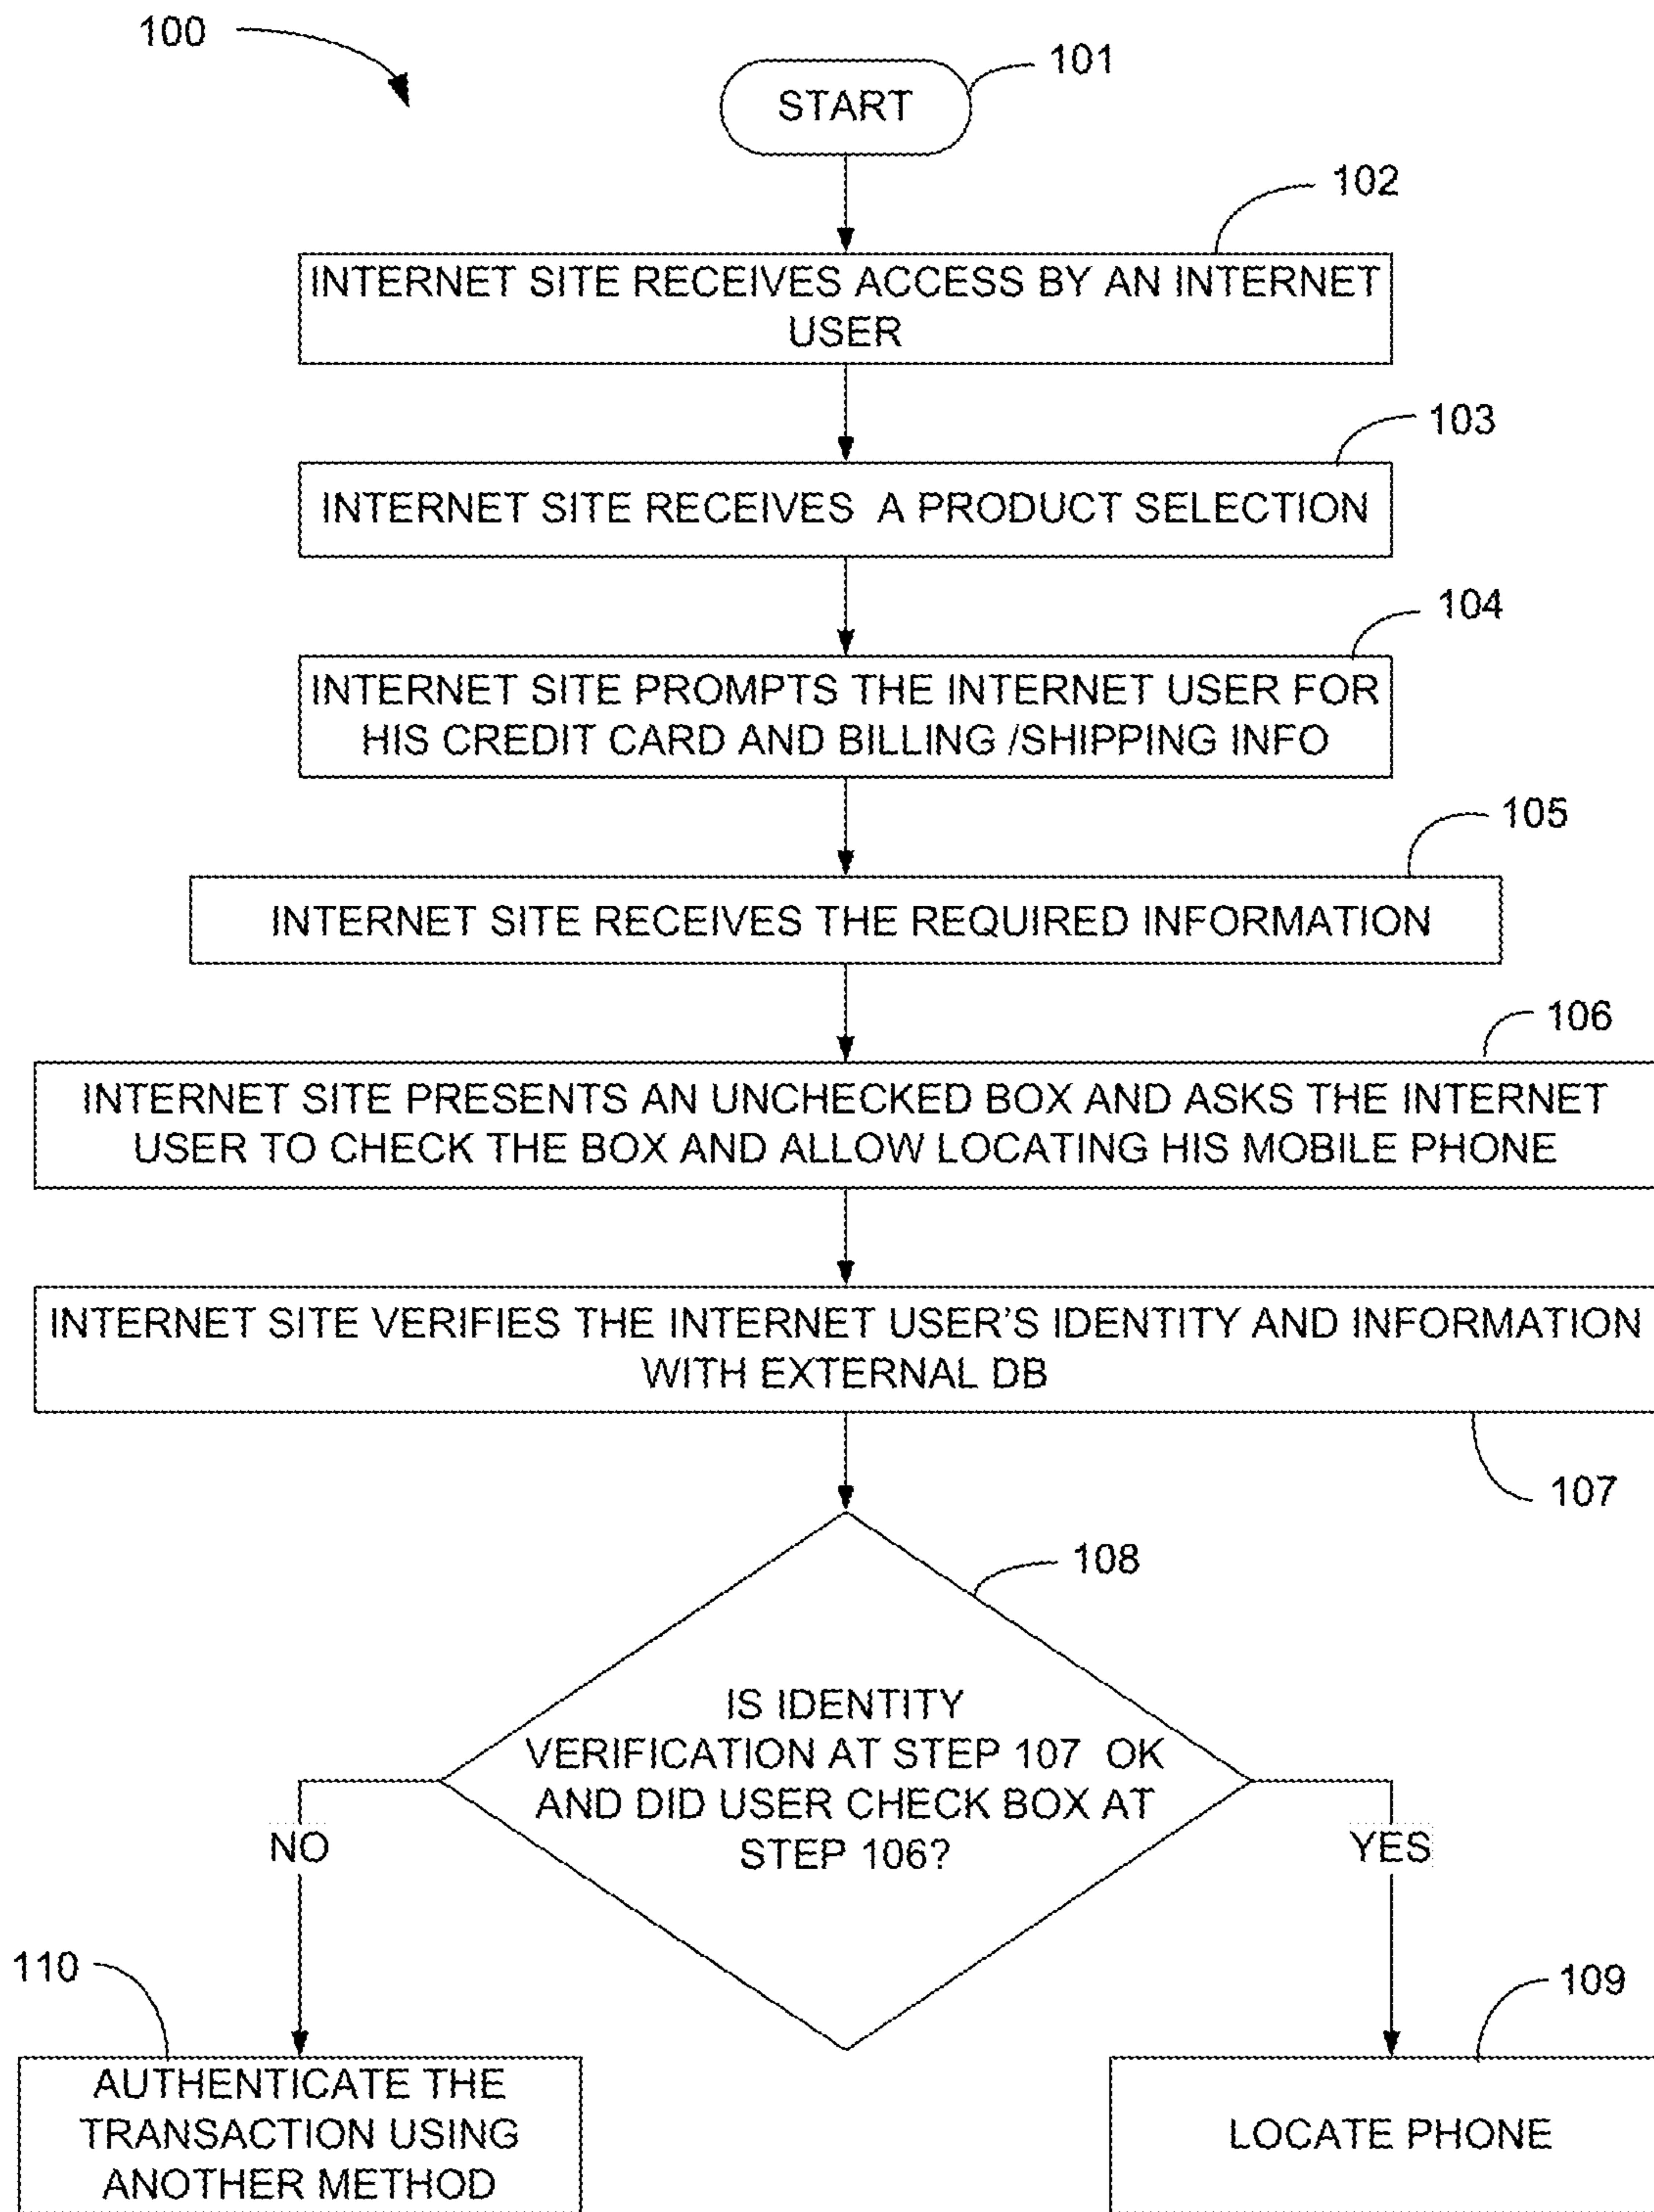 100
101
START
102
INTERNET SITE RECEIVES ACCESS BY AN INTERNET
USER
103
INTERNET SITE RECEIVES A PRODUCT SELECTION
104
INTERNET SITE PROMPTS THE INTERNET USER FOR
HIS CREDIT CARD AND BILLING /SHIPPING INFO
105
INTERNET SITE RECEIVES THE REQUIRED INFORMATION
106
INTERNET SITE PRESENTS AN UNCHECKED BOX AND ASKS THE INTERNET
USER TO CHECK THE BOX AND ALLOW LOCATING HIS MOBILE PHONE
INTERNET SITE VERIFIES THE INTERNET USER'S IDENTITY AND INFORMATION
WITH EXTERNAL DB
107
108
IS IDENTITY
VERIFICATION AT STEP 107 OK
AND DID USER CHECK BOX AT
STEP 106?
NO
YES
110
109
AUTHENTICATE THE
TRANSACTION USING
ANOTHER METHOD
LOCATE PHONE